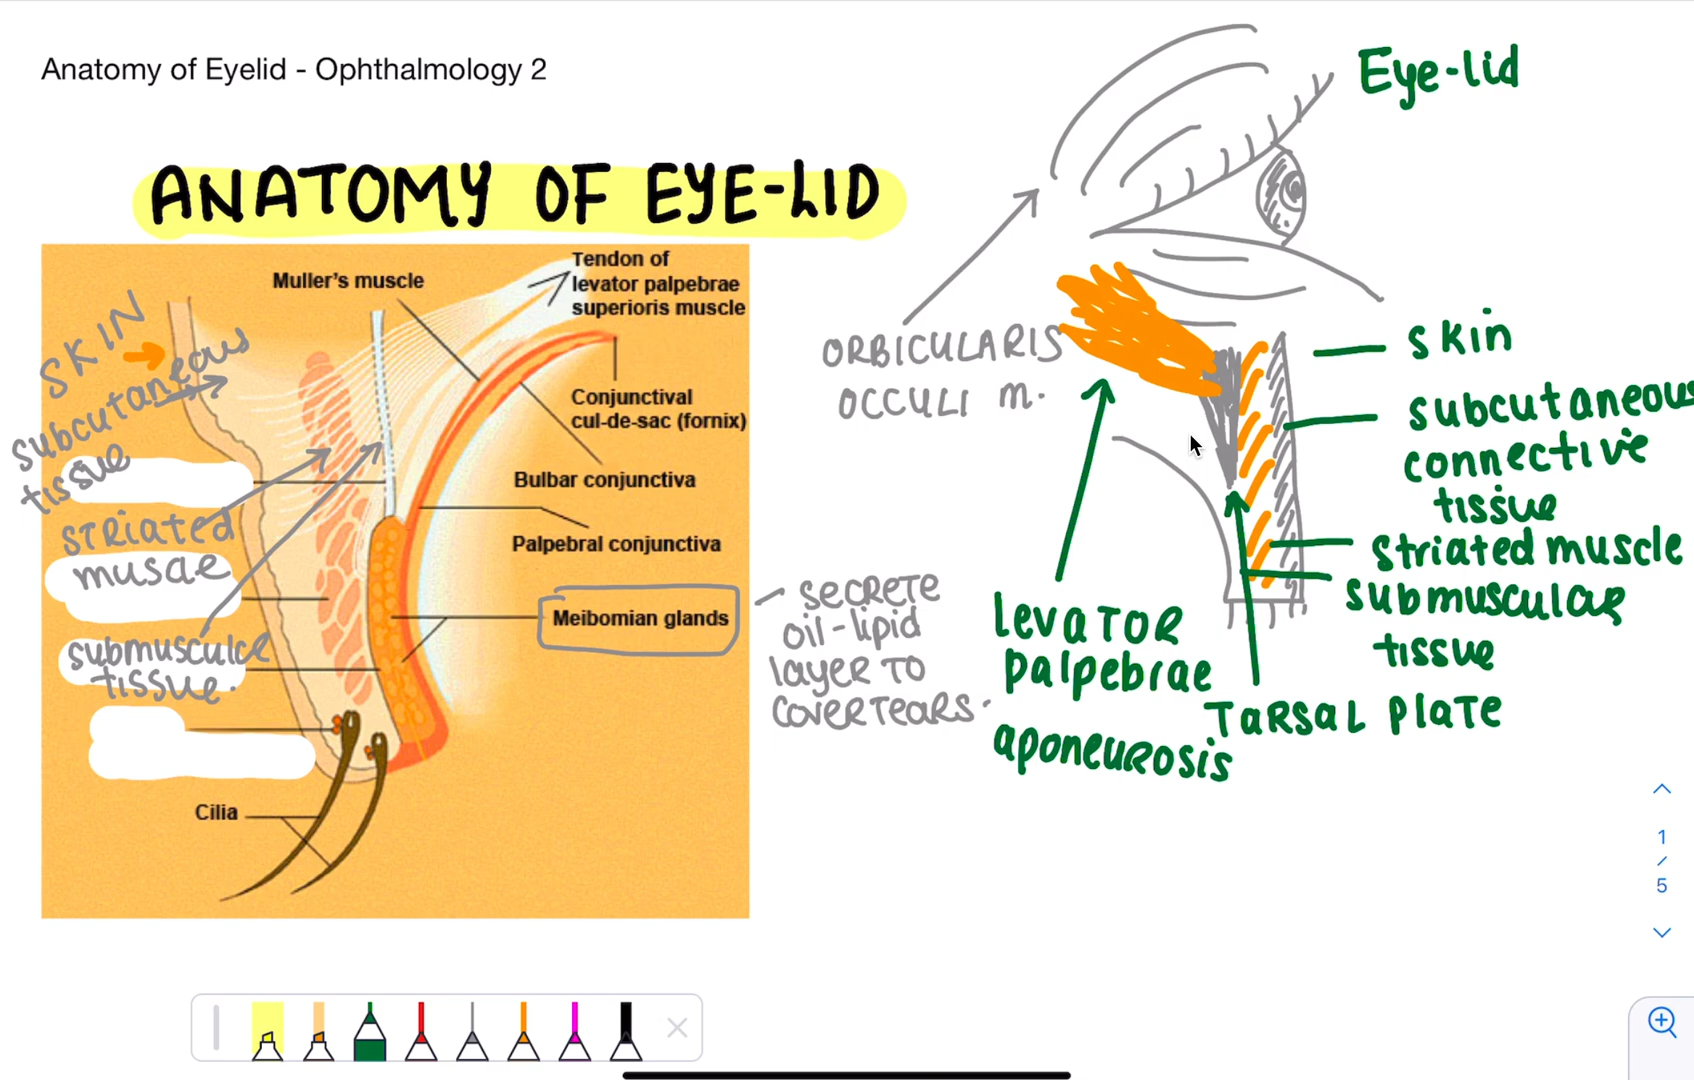 Anatomy of Eyelid - Ophthalmology 2
Eye-lid
ANATOMY OF EYE-LID
Muller's muscle
Tendon of
levator palpebrae
superioris muscle
SKIN
subcutaneous
tissue
Conjunctival
cul-de-sac (fornix)
Bulbar conjunctiva
STRIATED
muscle
Palpebral conjunctiva
Meibomian glands
submuscular
tissue.
Cilia
SECRETE
oil-lipid
LAYER TO
COVER TEARS.
ORBICULARIS
OCCULI m.
skin
subcutaneous
connective
tissue
striated muscle
submuscular
tissue
LEVATOR
palpebrae
aponeurosis
TARSAL PLATE
1
/
5